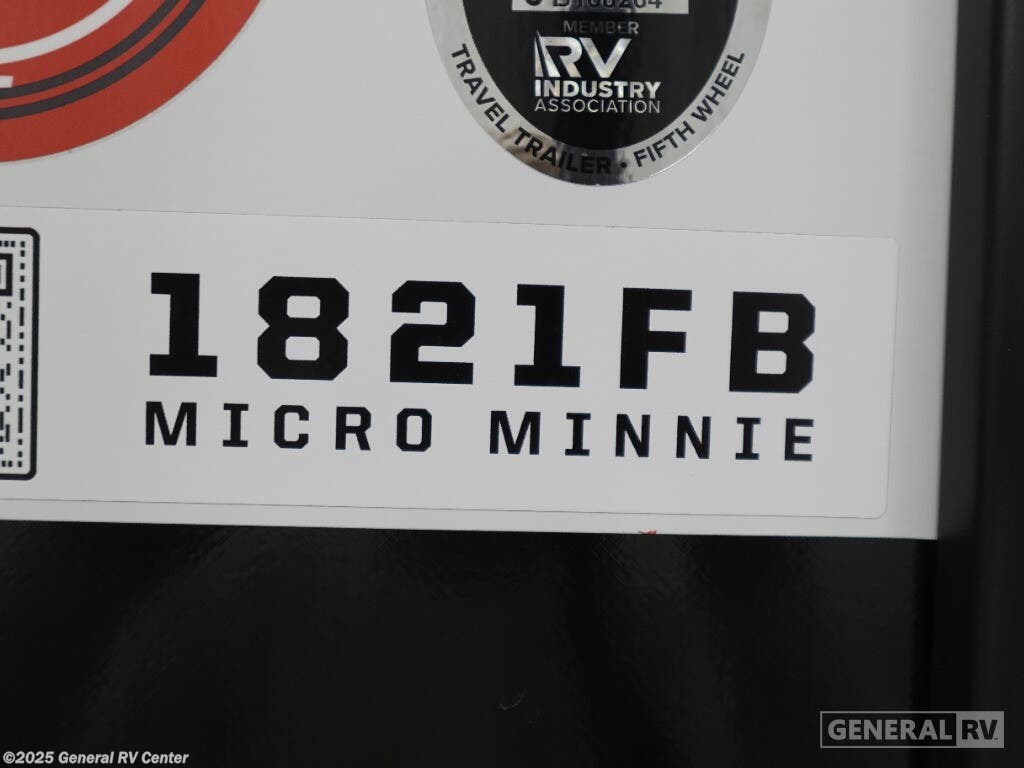 MEMBER
RV
INDUSTRY
ASSOCIATION
TRAVEL TRAILER • FIFTH WHEEL
1821FB
MICRO MINNIE
GENERAL RV
©2025 General RV Center